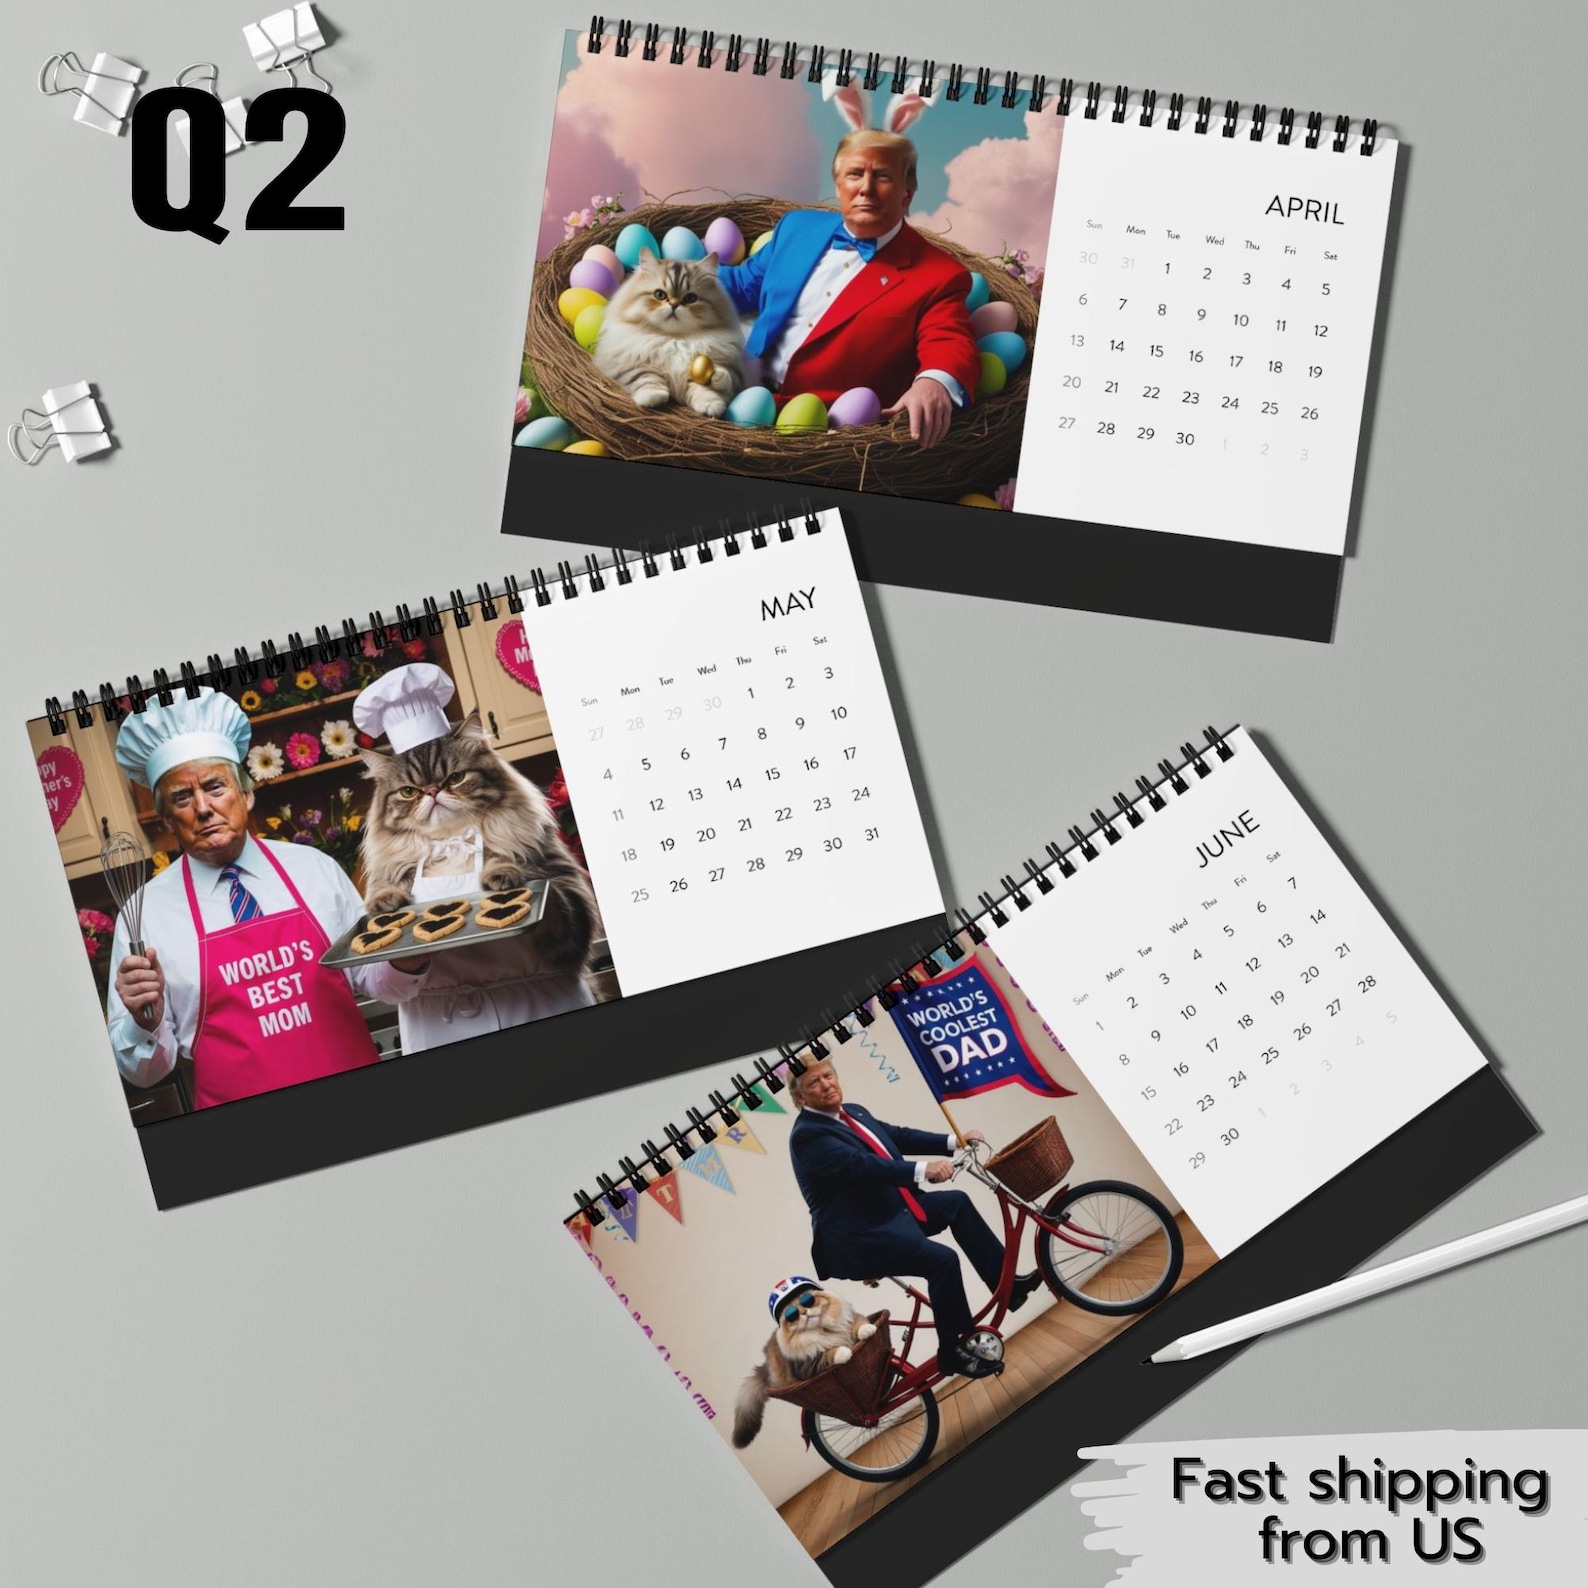 Q2
APRIL
Sun Mon Tue Wed Thu Fri Sat
30 31 1 2 3 4 5
6 7 8 9 10 11 12
13 14 15 16 17 18 19
20 21 22 23 24 25 26
27 28 29 30 1 2 3
MAY
Sun Mon Tue Wed Thu Fri Sat
27 28 29 30 1 2 3
4 5 6 7 8 9 10
11 12 13 14 15 16 17
18 19 20 21 22 23 24
25 26 27 28 29 30 31
WORLD'S
BEST
MOM
JUNE
Sun Mon Tue Wed Thu Fri Sat
1 2 3 4 5 6 7
8 9 10 11 12 13 14
15 16 17 18 19 20 21
22 23 24 25 26 27 28
29 30 1 2 3 4 5
WORLD'S
COOLEST
DAD
Fast shipping
from US